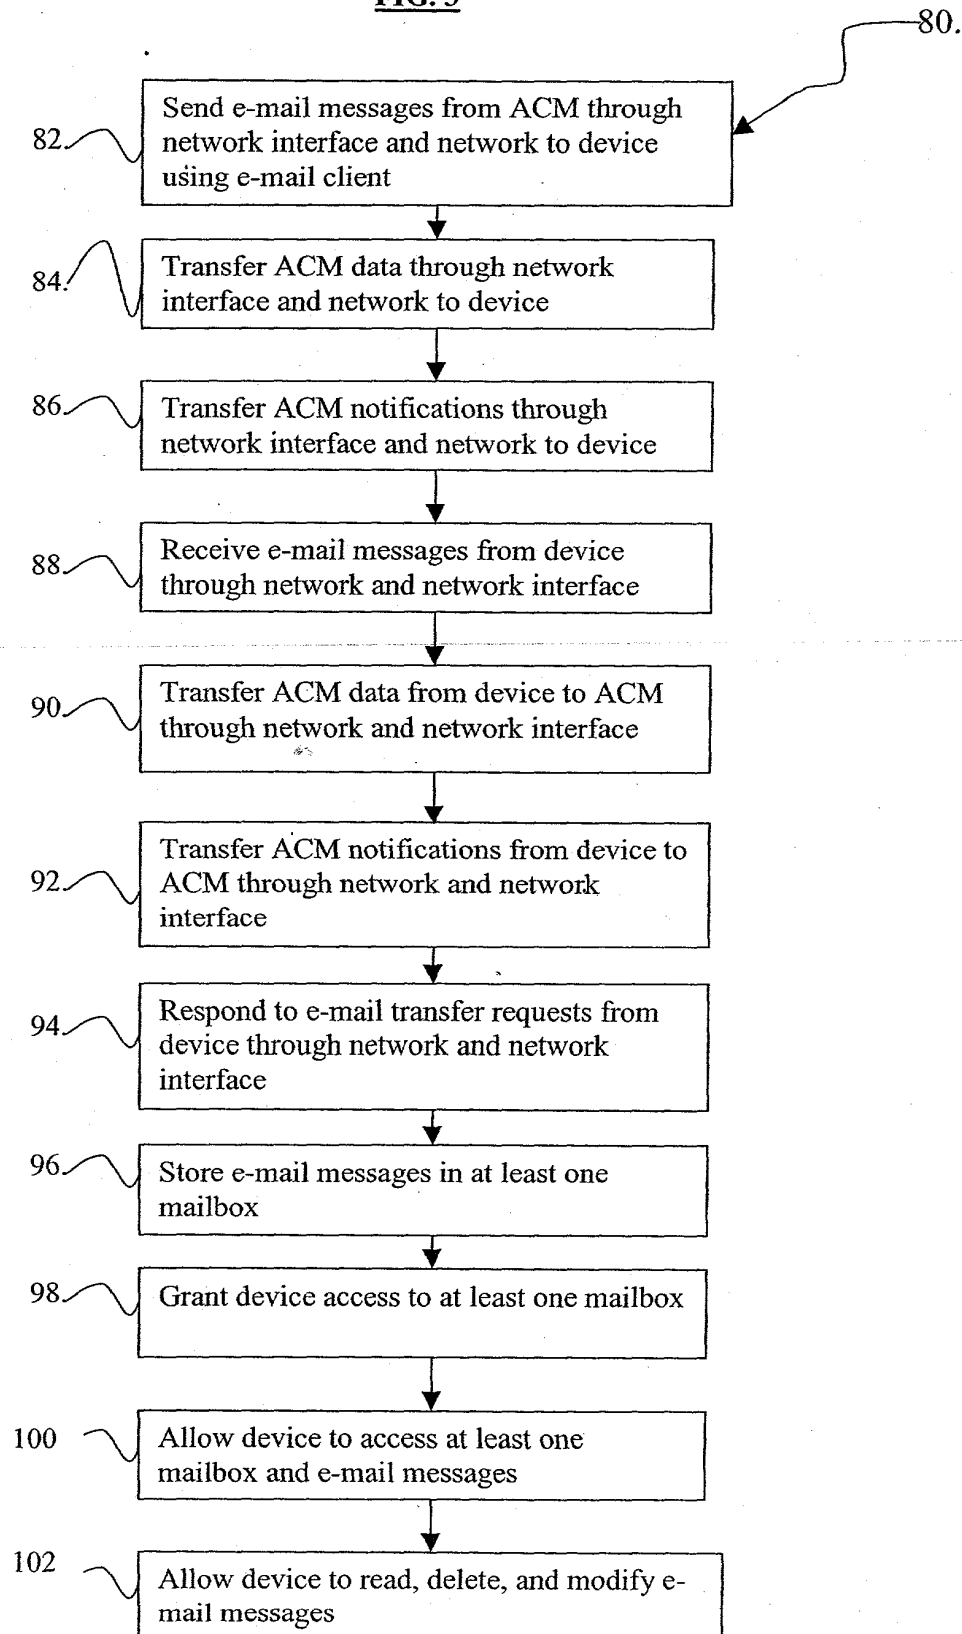 80.
82.
Send e-mail messages from ACM through
network interface and network to device
using e-mail client
84.
Transfer ACM data through network
interface and network to device
86.
Transfer ACM notifications through
network interface and network to device
88.
Receive e-mail messages from device
through network and network interface
90.
Transfer ACM data from device to ACM
through network and network interface
92.
Transfer ACM notifications from device to
ACM through network and network
interface
94.
Respond to e-mail transfer requests from
device through network and network
interface
96.
Store e-mail messages in at least one
mailbox
98.
Grant device access to at least one mailbox
100
Allow device to access at least one
mailbox and e-mail messages
102
Allow device to read, delete, and modify e-
mail messages